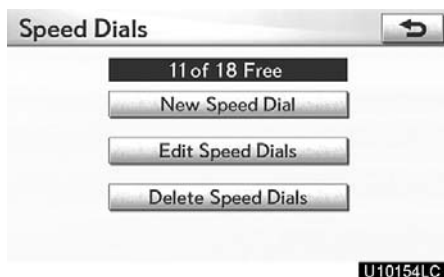 Speed Dials
11 of 18 Free
New Speed Dial
Edit Speed Dials
Delete Speed Dials
U10154LC